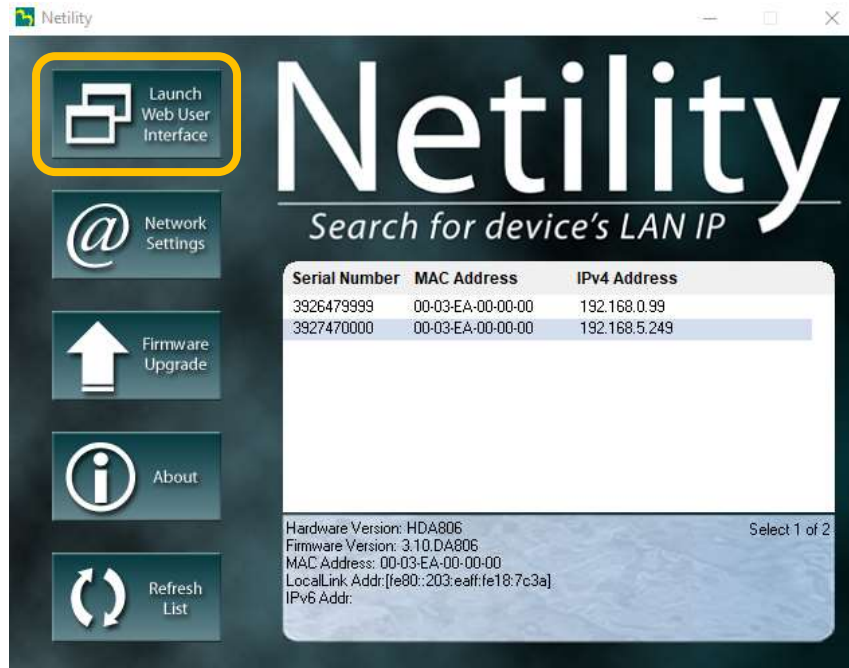 Netility
Launch
Web User
Interface
Network
Settings
Firmware
Upgrade
About
Refresh
List
Netility
Search for device's LAN IP
Serial Number MAC Address IPv4 Address
3926479999 00-03-EA-00-00-00 192.168.0.99
3927470000 00-03-EA-00-00-00 192.168.5.249
Hardware Version: HDA806 Select 1 of 2
Firmware Version: 3.10.DA806
MAC Address: 00-03-EA-00-00-00
LocalLink Addr:[fe80::203:eaff:fe18:7c3a]
IPv6 Addr: